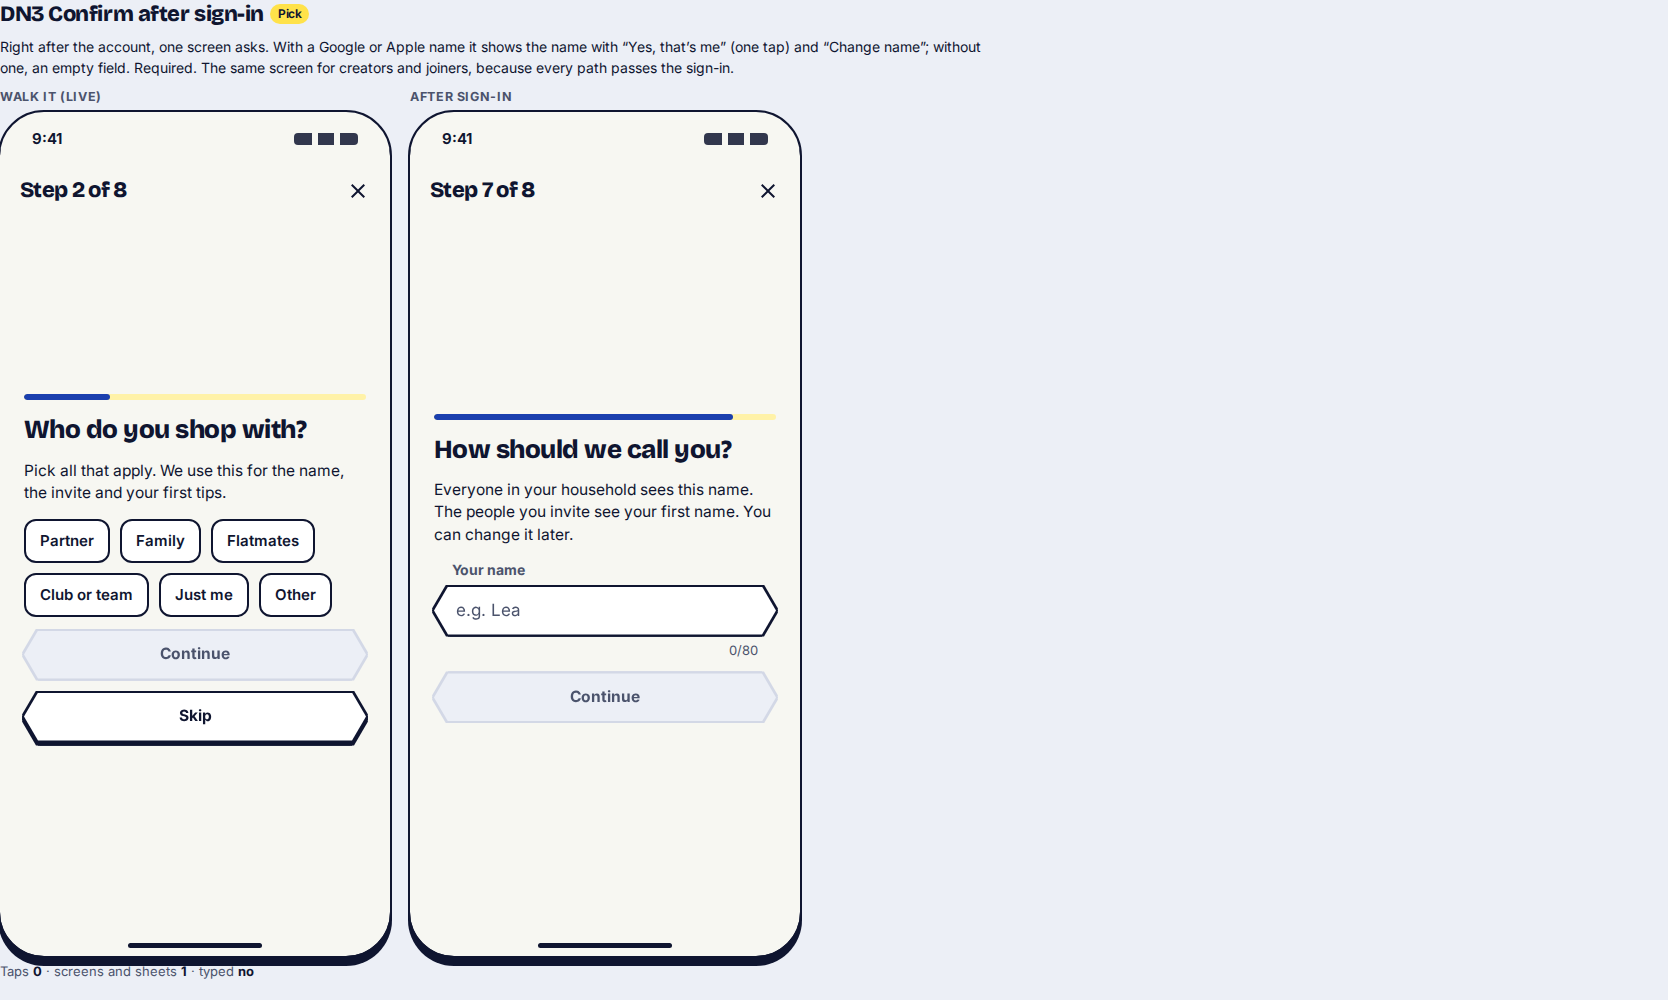 DN3 Confirm after sign-in Pick
Right after the account, one screen asks. With a Google or Apple name it shows the name with “Yes, that’s me” (one tap) and “Change name”; without
one, an empty field. Required. The same screen for creators and joiners, because every path passes the sign-in.
WALK IT (LIVE)
9:41
Step 2 of 8
Who do you shop with?
Pick all that apply. We use this for the name,
the invite and your first tips.
Partner Family Flatmates
Club or team Just me Other
Continue
Skip
Taps 0 · screens and sheets 1 · typed no
AFTER SIGN-IN
9:41
Step 7 of 8
How should we call you?
Everyone in your household sees this name.
The people you invite see your first name. You
can change it later.
Your name
e.g. Lea
0/80
Continue